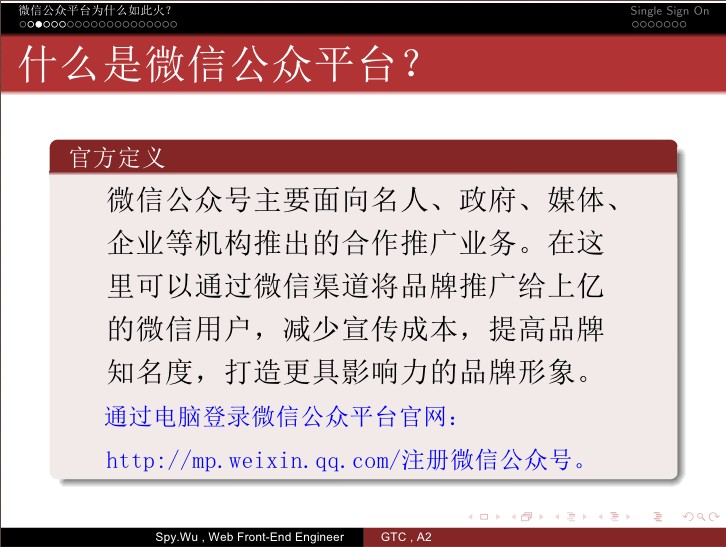 微信公众平台为什么如此火?
Single Sign On
什么是微信公众平台?
官方定义
微信公众号主要面向名人、政府、媒体、
企业等机构推出的合作推广业务。在这
里可以通过微信渠道将品牌推广给上亿
的微信用户，减少宣传成本，提高品牌
知名度，打造更具影响力的品牌形象。
通过电脑登录微信公众平台官网：
http://mp.weixin.qq.com/注册微信公众号。
Spy.Wu , Web Front-End Engineer
GTC , A2